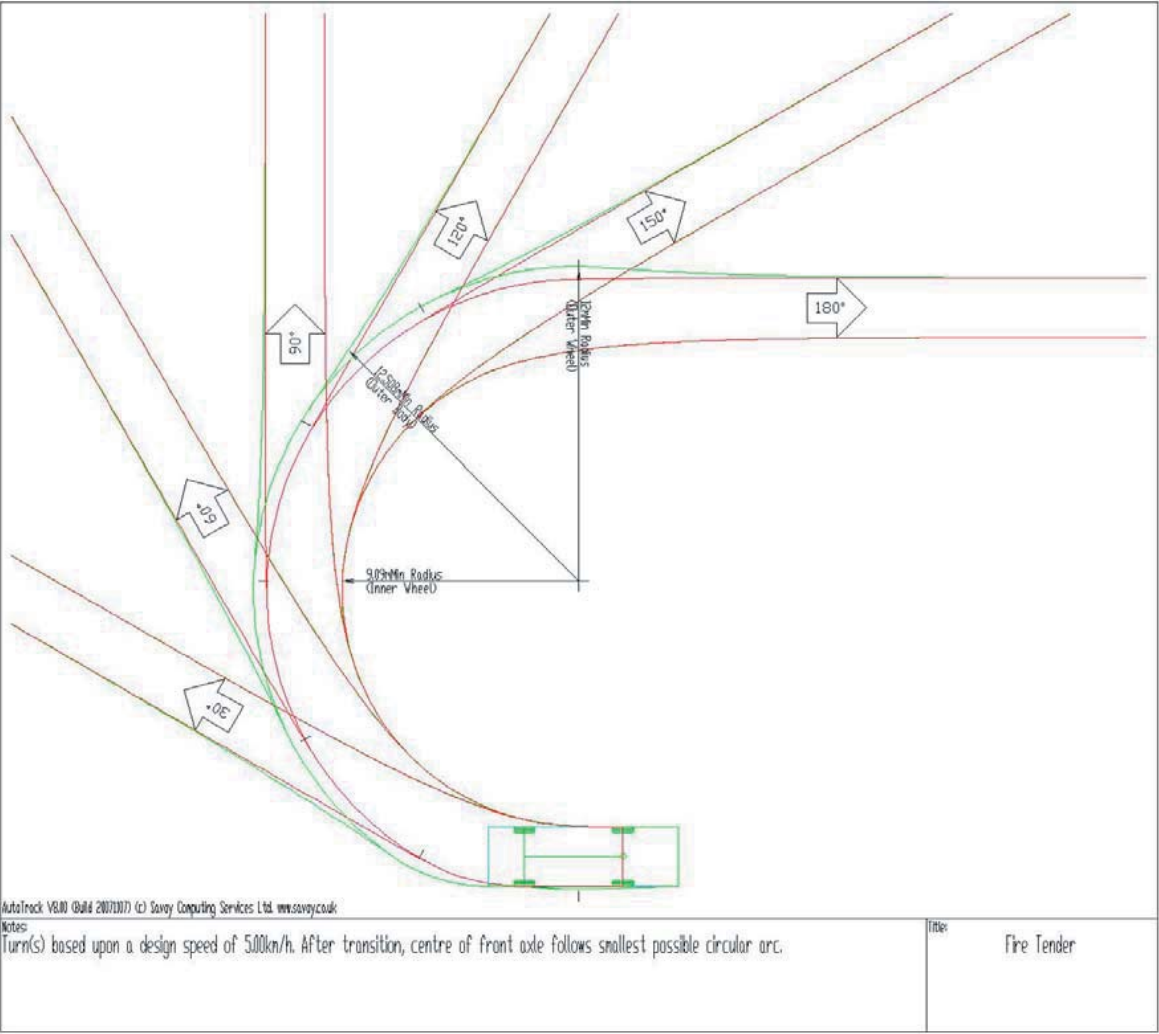 120°
150°
180°
90°
12mMin Radius
(Outer Wheel)
12.508mMin Radius
(Outer Body)
60°
9.09mMin Radius
(Inner Wheel)
30°
AutoTrack V8.00 (Build 20071107) (c) Savoy Computing Services Ltd. www.savoy.co.uk
Notes:
Turn(s) based upon a design speed of 5.00km/h. After transition, centre of front axle follows smallest possible circular arc.
Title:
Fire Tender